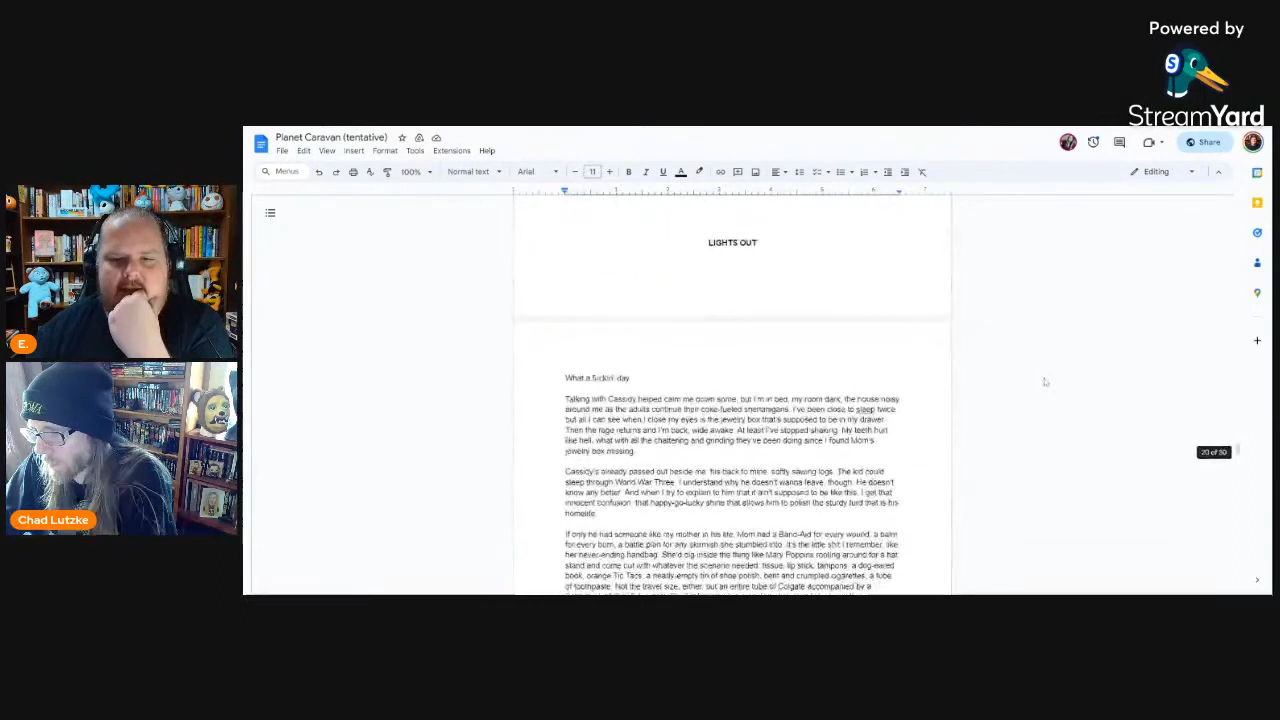 Powered by
S
StreamYard
Planet Caravan (tentative)
File Edit View Insert Format Tools Extensions Help
Share
Menus
100%
Normal text
Arial
11
B I U A
Editing
1 1 2 3 4 5 6 7
LIGHTS OUT
20 of 50
What a fuckin' day
Talking with Cassidy helped calm me down some, but I'm in bed, my room dark, the house noisy
around me as the adults continue their coke-fueled shenanigans. I've been close to sleep twice
but all I can see when I close my eyes is the jewelry box that's supposed to be in my drawer.
Then the rage returns and I'm back, wide awake. At least I've stopped shaking. My teeth hurt
like hell, what with all the chattering and grinding they've been doing since I found Mom's
jewelry box missing.
Cassidy's already passed out beside me, his back to mine, softly sawing logs. The kid could
sleep through World War Three. I understand why he doesn't wanna leave, though. He doesn't
know any better. And when I try to explain to him that it ain't supposed to be like this, I get that
innocent confusion, that happy-go-lucky shine that allows him to polish the sturdy turd that is his
homelife.
If only he had someone like my mother in his life. Mom had a Band-Aid for every wound, a balm
for every burn, a battle plan for any skirmish she stumbled into. It's the little shit I remember, like
her never-ending handbag. She'd dig inside the thing like Mary Poppins rooting around for a hat
stand and come out with whatever the scenario needed: tissue, lip stick, tampons, a dog-eared
book, orange Tic Tacs, a nearly-empty tin of shoe polish, bent and crumpled cigarettes, a tube
of toothpaste. Not the travel size, either, but an entire tube of Colgate accompanied by a
E.
Chad Lutzke